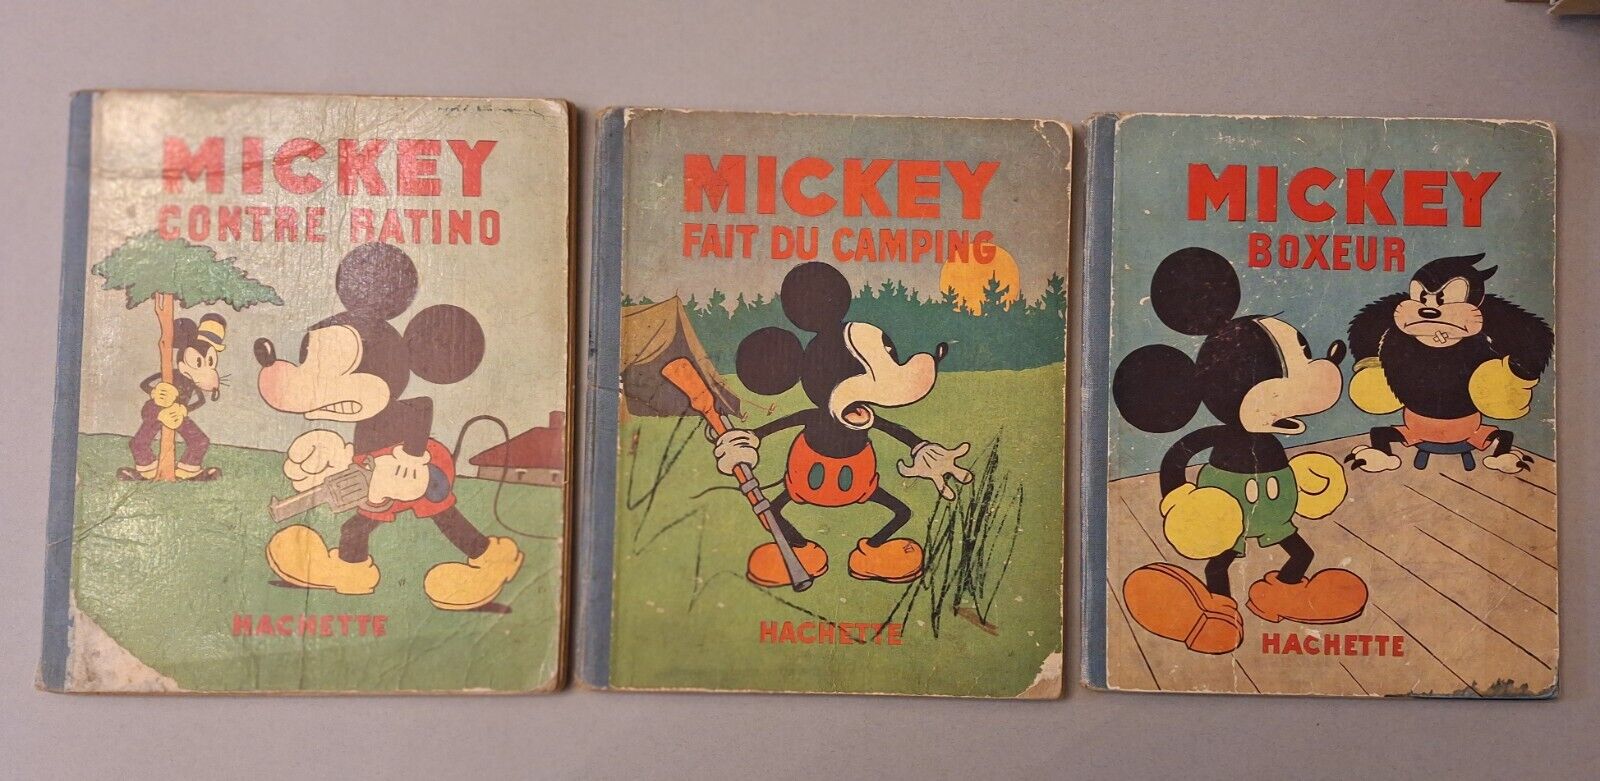 MICKEY
CONTRE RATINO
HACHETTE
MICKEY
FAIT DU CAMPING
HACHETTE
MICKEY
BOXEUR
HACHETTE